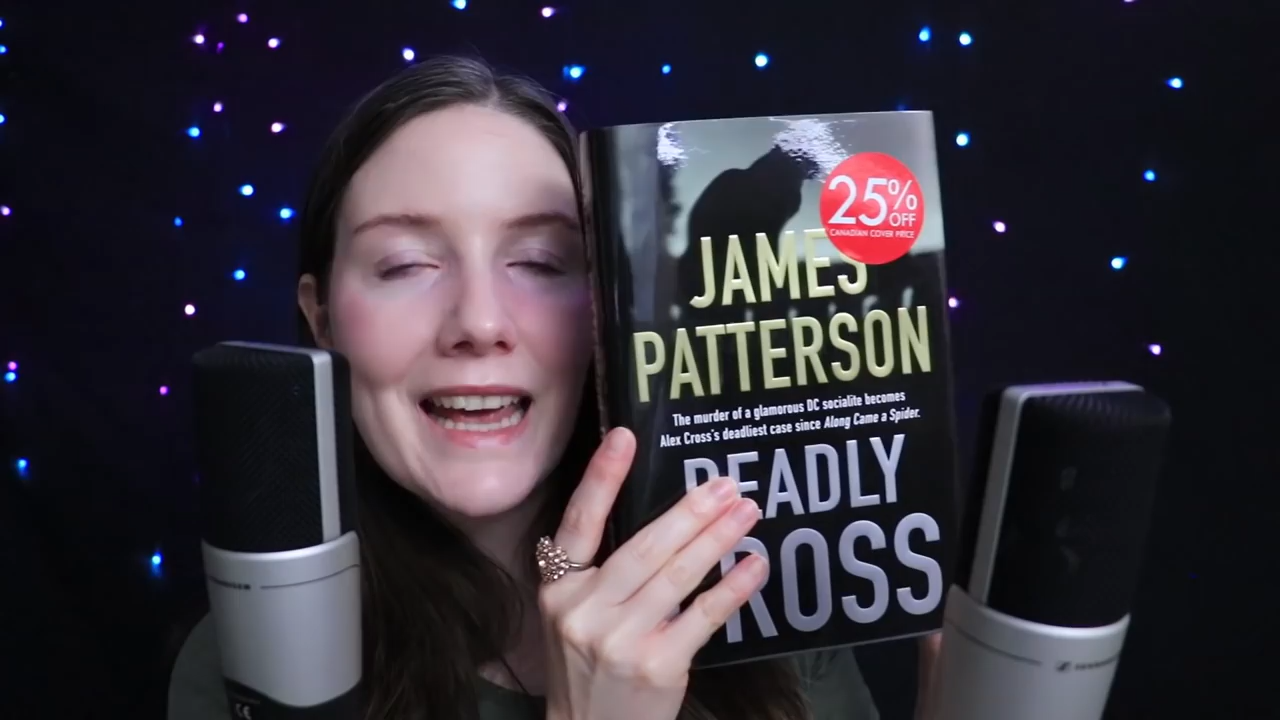 25%
OFF
CANADIAN COVER PRICE
JAMES
PATTERSON
The murder of a glamorous DC socialite becomes
Alex Cross's deadliest case since Along Came a Spider.
DEADLY
ROSS